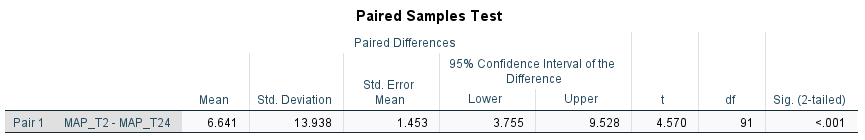 Paired Samples Test
Paired Differences
95% Confidence Interval of the
Difference
Std. Error
Mean
Mean Std. Deviation Lower Upper t df Sig. (2-tailed)
Pair 1 MAP_T2 - MAP_T24 6.641 13.938 1.453 3.755 9.528 4.570 91 <.001